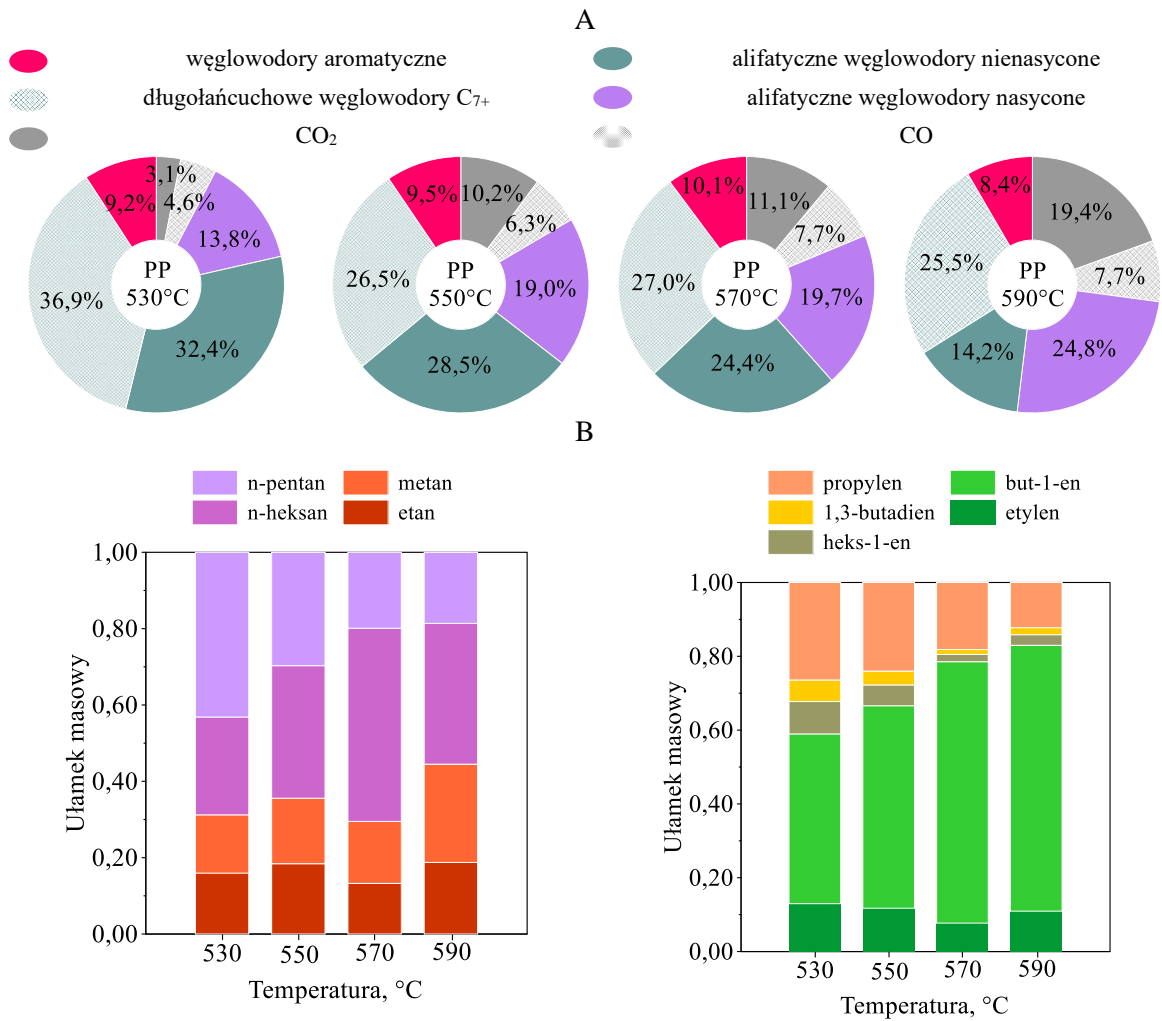 A
węglowodory aromatyczne
alifatyczne węglowodory nienasycone
długołańcuchowe węglowodory C₇₊
alifatyczne węglowodory nasycone
CO₂
CO
9,2%
3,1%
4,6%
13,8%
32,4%
36,9%
PP
530°C
9,5%
10,2%
6,3%
19,0%
28,5%
26,5%
PP
550°C
10,1%
11,1%
7,7%
19,7%
24,4%
27,0%
PP
570°C
8,4%
19,4%
7,7%
24,8%
14,2%
25,5%
PP
590°C
B
n-pentan
metan
n-heksan
etan
1,00
0,80
0,60
0,40
0,20
0,00
Ułamek masowy
530
550
570
590
Temperatura, °C
propylen
but-1-en
1,3-butadien
etylen
heks-1-en
1,00
0,80
0,60
0,40
0,20
0,00
Ułamek masowy
530
550
570
590
Temperatura, °C